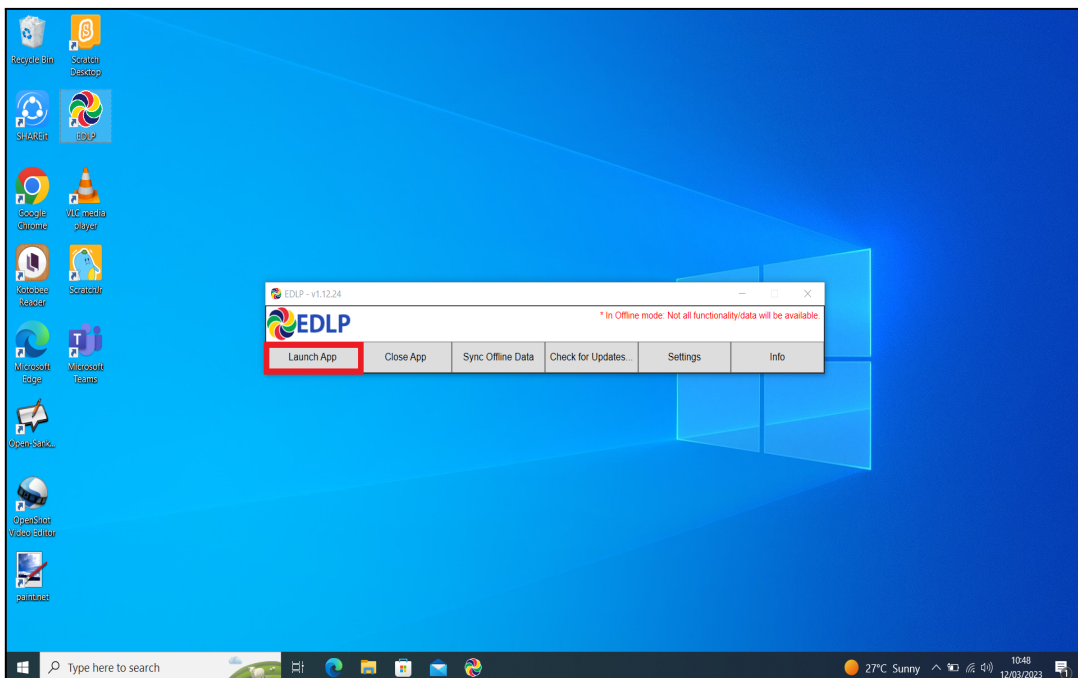 Recycle Bin
Scratch
Desktop
SHAREit
EDLP
Google
Chrome
VLC media
player
Kotobee
Reader
ScratchJr
Microsoft
Edge
Microsoft
Teams
Open-Sank...
OpenShot
Video Editor
paint.net
EDLP - v1.12.24
EDLP
* In Offline mode: Not all functionality/data will be available.
Launch App
Close App
Sync Offline Data
Check for Updates...
Settings
Info
Type here to search
27°C Sunny
10:48
12/03/2023
1